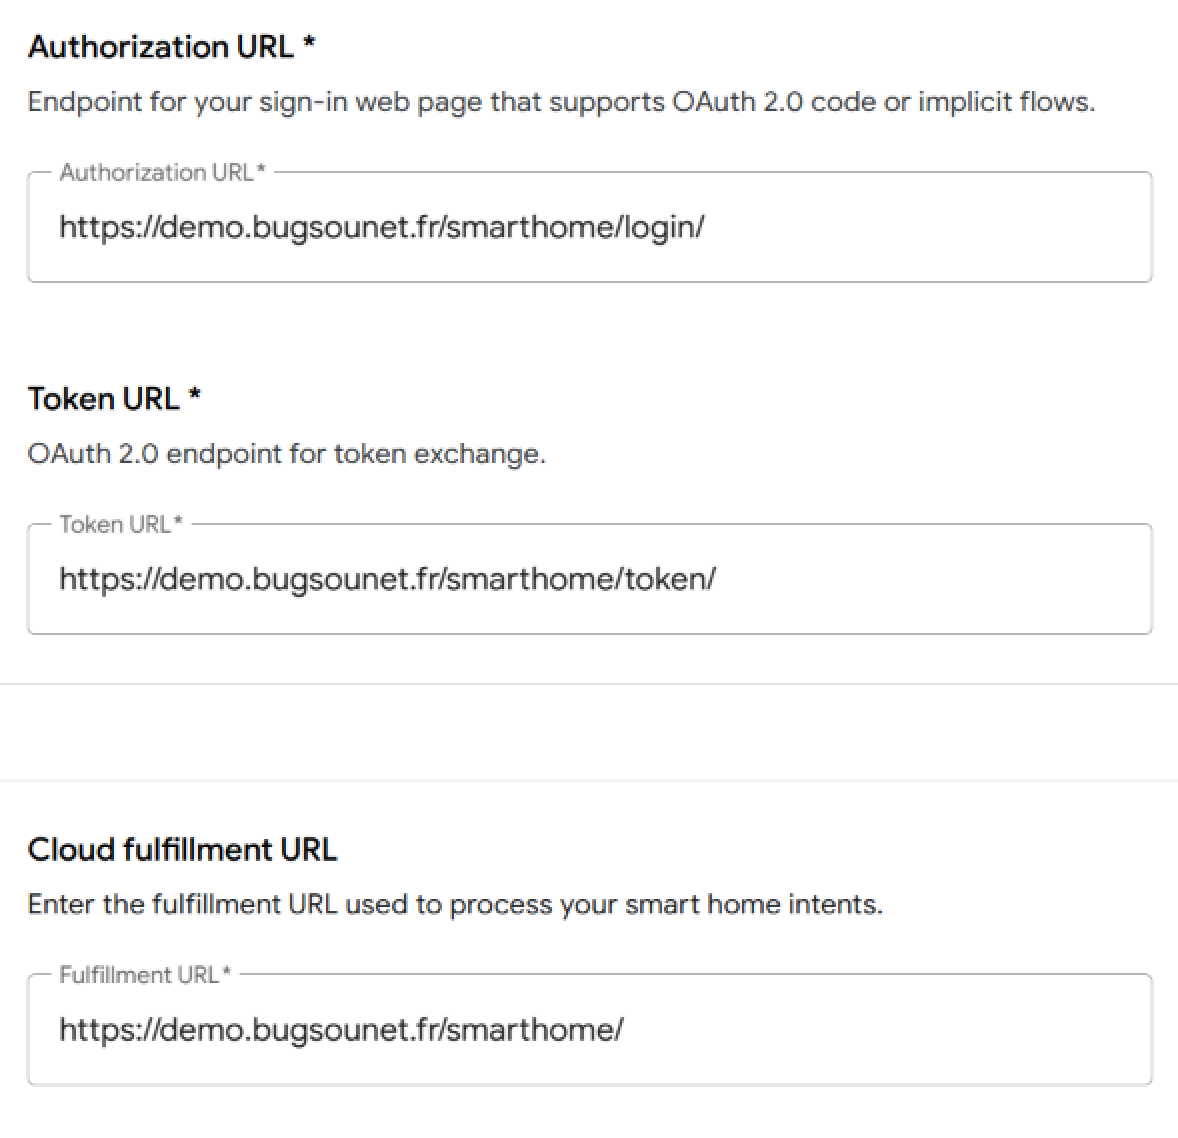 Authorization URL *
Endpoint for your sign-in web page that supports OAuth 2.0 code or implicit flows.
Authorization URL*
https://demo.bugsounet.fr/smarthome/login/
Token URL *
OAuth 2.0 endpoint for token exchange.
Token URL*
https://demo.bugsounet.fr/smarthome/token/
Cloud fulfillment URL
Enter the fulfillment URL used to process your smart home intents.
Fulfillment URL*
https://demo.bugsounet.fr/smarthome/